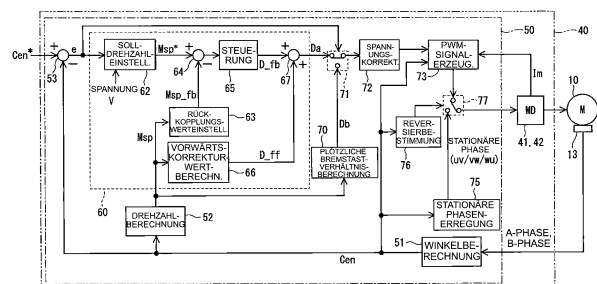 50
40
Cen*
+
−
53
e
SOLL-
DREHZAHL-
EINSTELL.
62
SPANNUNG
V
Msp*
+
−
64
Msp_fb
STEUE-
RUNG
65
D_fb
+
+
67
Da
71
SPAN-
NUNGS-
KORREKT.
72
PWM-
SIGNAL-
ERZEUG.
73
Im
77
MD
41, 42
10
M
13
RÜCK-
KOPPLUNGS-
WERTEINSTELL.
63
Msp
VORWÄRTS-
KORREKTUR-
WERT-
BERECHN.
66
D_ff
60
Db
70
PLÖTZLICHE
BREMSTAST-
VERHÄLTNIS-
BERECHNUNG
REVER-
SIERBE-
STIMMUNG
76
STATIONÄRE
PHASE
(uv/vw/wu)
75
STATIONÄRE
PHASEN-
ERREGUNG
DREHZAHL-
BERECHNUNG
52
Cen
51
WINKELBE-
RECHNUNG
A-PHASE,
B-PHASE